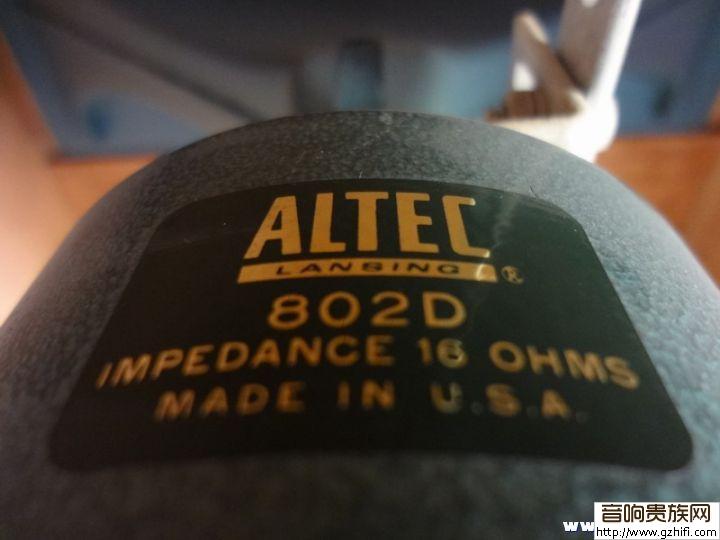 ALTEC
LANSING ®
802D
IMPEDANCE 16 OHMS
MADE IN U.S.A.
音响贵族网
http://www.gzhifi.com